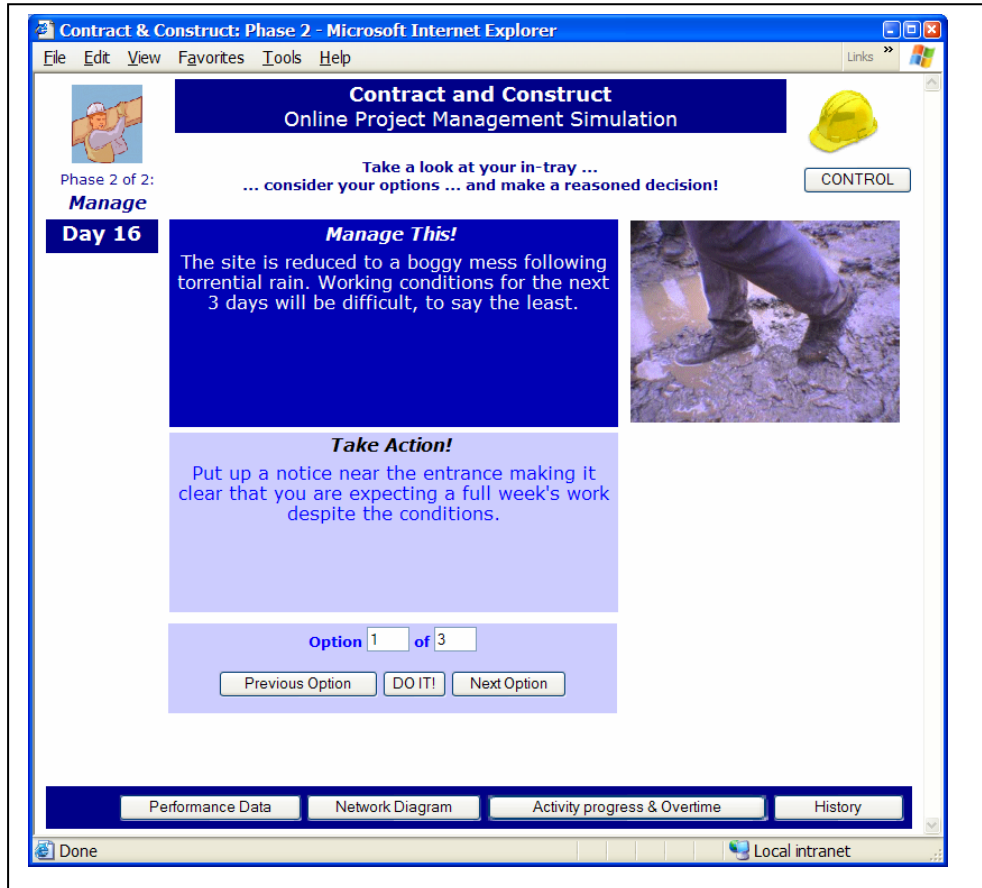 Contract & Construct: Phase 2 - Microsoft Internet Explorer
File Edit View Favorites Tools Help
Links »
Contract and Construct
Online Project Management Simulation
Take a look at your in-tray ...
... consider your options ... and make a reasoned decision!
CONTROL
Phase 2 of 2:
Manage
Day 16
Manage This!
The site is reduced to a boggy mess following
torrential rain. Working conditions for the next
3 days will be difficult, to say the least.
Take Action!
Put up a notice near the entrance making it
clear that you are expecting a full week's work
despite the conditions.
Option 1 of 3
Previous Option DO IT! Next Option
Performance Data Network Diagram Activity progress & Overtime History
Done Local intranet